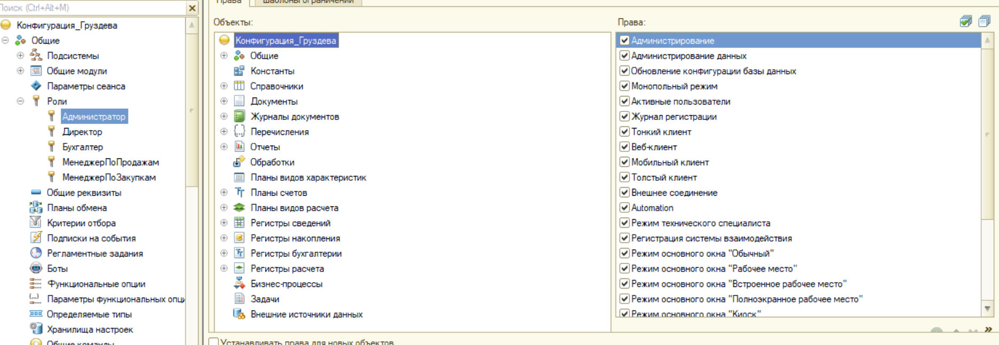 Поиск (Ctrl+Alt+M)
Конфигурация_Груздева
Общие
Подсистемы
Общие модули
Параметры сеанса
Роли
Администратор
Директор
Бухгалтер
МенеджерПоПродажам
МенеджерПоЗакупкам
Общие реквизиты
Планы обмена
Критерии отбора
Подписки на события
Регламентные задания
Боты
Функциональные опции
Параметры функциональных опци
Определяемые типы
Хранилища настроек
Общие команды
Права
Шаблоны ограничений
Объекты:
Конфигурация_Груздева
Общие
Константы
Справочники
Документы
Журналы документов
Перечисления
Отчеты
Обработки
Планы видов характеристик
Планы счетов
Планы видов расчета
Регистры сведений
Регистры накопления
Регистры бухгалтерии
Регистры расчета
Бизнес-процессы
Задачи
Внешние источники данных
Права:
Администрирование
Администрирование данных
Обновление конфигурации базы данных
Монопольный режим
Активные пользователи
Журнал регистрации
Тонкий клиент
Веб-клиент
Мобильный клиент
Толстый клиент
Внешнее соединение
Automation
Режим технического специалиста
Регистрация системы взаимодействия
Режим основного окна "Обычный"
Режим основного окна "Рабочее место"
Режим основного окна "Встроенное рабочее место"
Режим основного окна "Полноэкранное рабочее место"
Режим основного окна "Киоск"
Устанавливать права для новых объектов